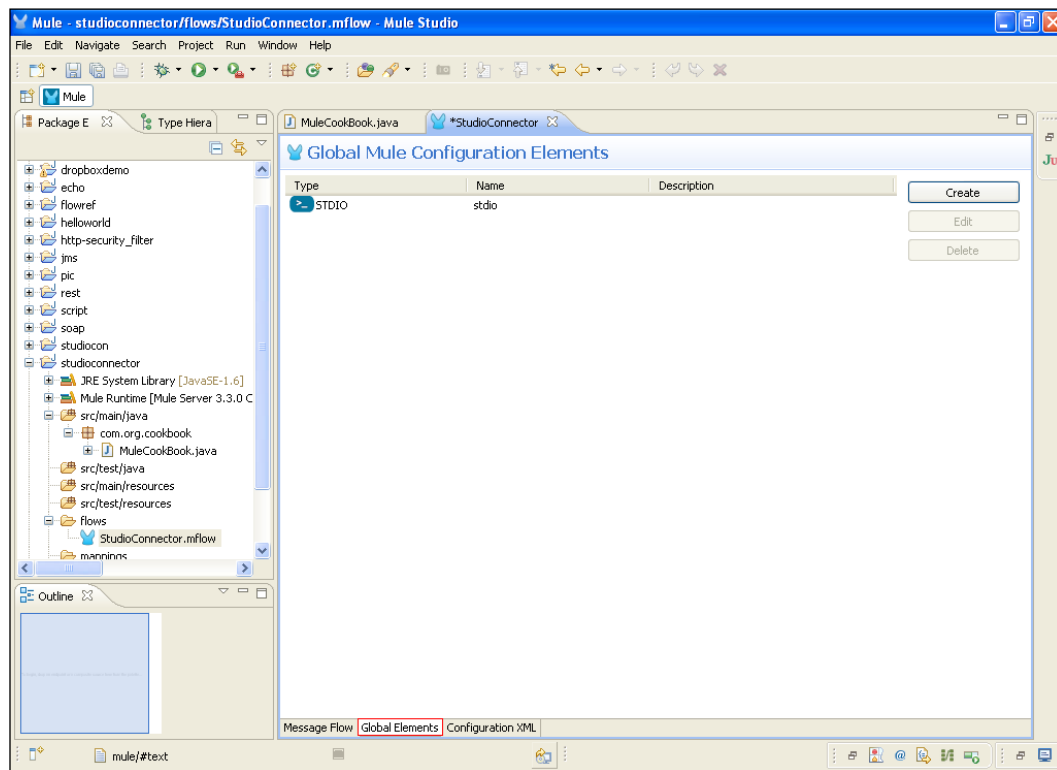 Mule - studioconnector/flows/StudioConnector.mflow - Mule Studio
File Edit Navigate Search Project Run Window Help
Mule
Package E Type Hiera
MuleCookBook.java *StudioConnector
Ju
Global Mule Configuration Elements
Type Name Description
STDIO stdio
Create
Edit
Delete
dropboxdemo
echo
flowref
helloworld
http-security_filter
jms
pic
rest
script
soap
studiocon
studioconnector
JRE System Library [JavaSE-1.6]
Mule Runtime [Mule Server 3.3.0 C
src/main/java
com.org.cookbook
MuleCookBook.java
src/test/java
src/main/resources
src/test/resources
flows
StudioConnector.mflow
mappings
Outline
Message Flow Global Elements Configuration XML
mule/#text